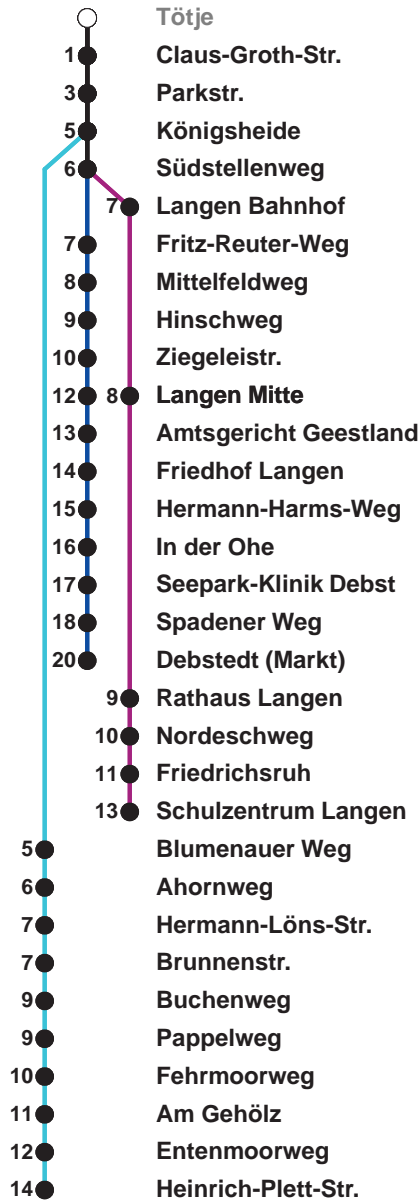 Tötje
1 Claus-Groth-Str.
3 Parkstr.
5 Königsheide
6 Südstellenweg
7 Langen Bahnhof
7 Fritz-Reuter-Weg
8 Mittelfeldweg
9 Hinschweg
10 Ziegeleistr.
12 8 Langen Mitte
13 Amtsgericht Geestland
14 Friedhof Langen
15 Hermann-Harms-Weg
16 In der Ohe
17 Seepark-Klinik Debst
18 Spadener Weg
20 Debstedt (Markt)
9 Rathaus Langen
10 Nordeschweg
11 Friedrichsruh
13 Schulzentrum Langen
5 Blumenauer Weg
6 Ahornweg
7 Hermann-Löns-Str.
7 Brunnenstr.
9 Buchenweg
9 Pappelweg
10 Fehrmoorweg
11 Am Gehölz
12 Entenmoorweg
14 Heinrich-Plett-Str.